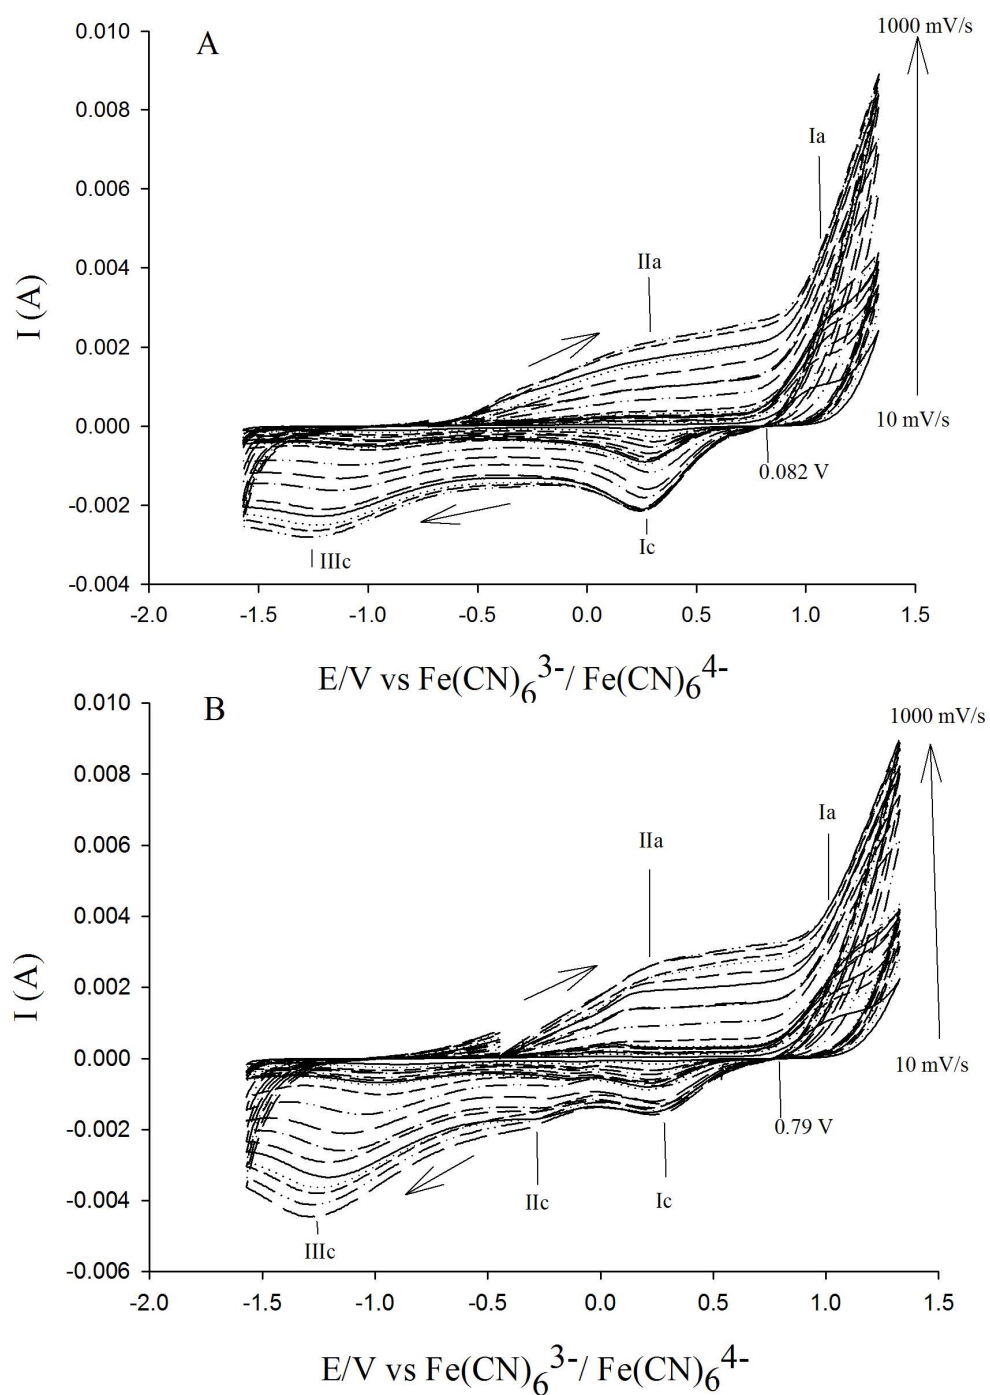 A
1000 mV/s
0.010
0.008
0.006
0.004
0.002
0.000
-0.002
-0.004
I (A)
Ia
IIa
10 mV/s
0.082 V
Ic
IIIc
-2.0 -1.5 -1.0 -0.5 0.0 0.5 1.0 1.5
E/V vs Fe(CN)6 3-/ Fe(CN)6 4-
B
1000 mV/s
0.010
0.008
0.006
0.004
0.002
0.000
-0.002
-0.004
-0.006
I (A)
Ia
IIa
10 mV/s
0.79 V
IIc
Ic
IIIc
-2.0 -1.5 -1.0 -0.5 0.0 0.5 1.0 1.5
E/V vs Fe(CN)6 3-/ Fe(CN)6 4-